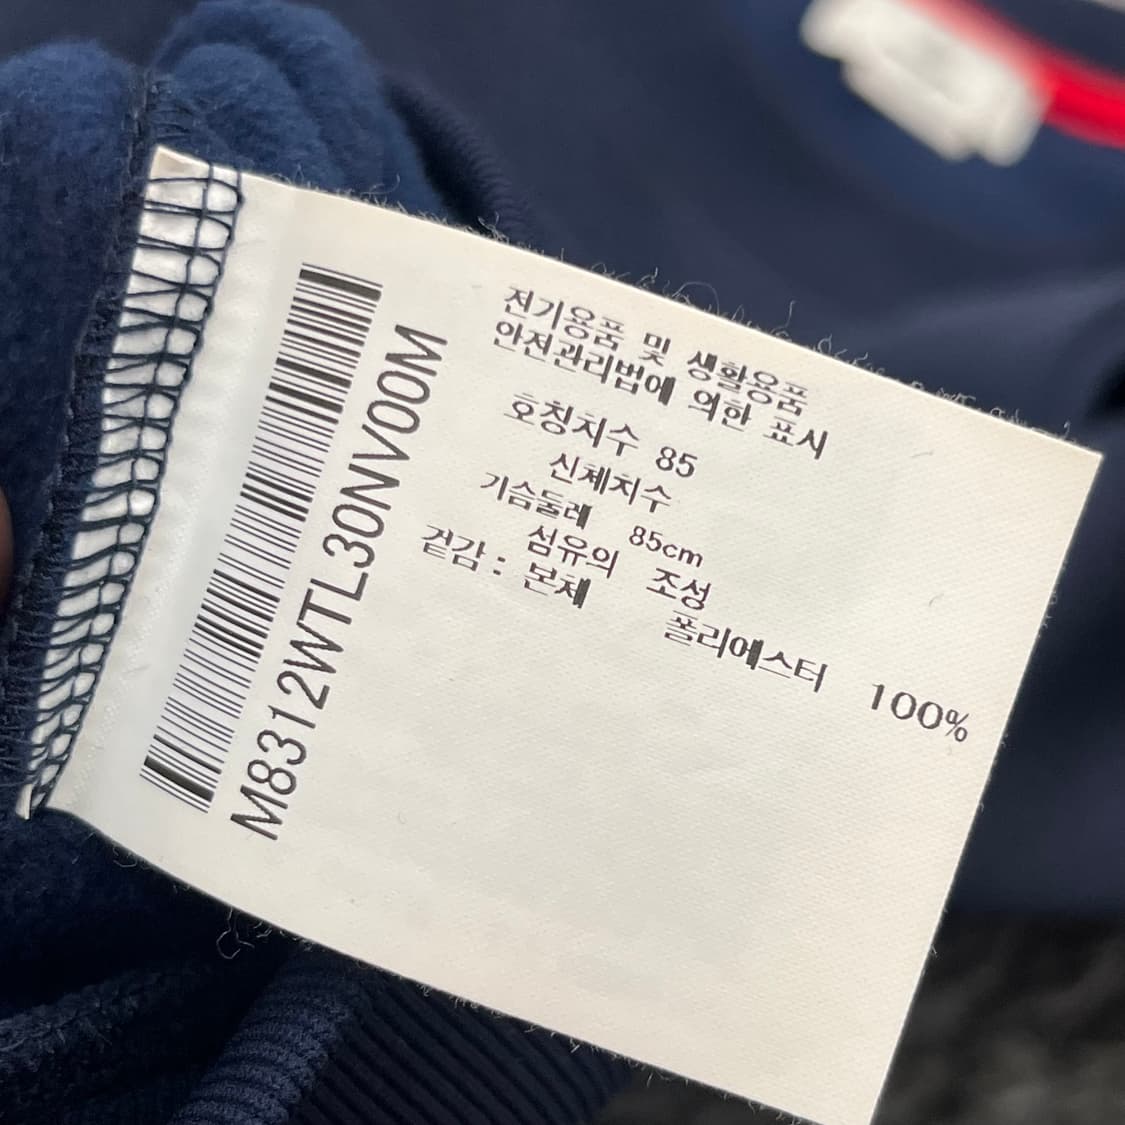 M8312WTL30NV00M
전기용품 및 생활용품
안전관리법에 의한 표시
호칭치수 85
신체치수
가슴둘레 85cm
섬유의 조성
겉감 : 본체
폴리에스터 100%